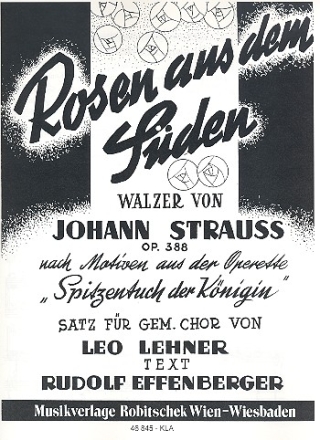 Rosen aus dem
Süden
WALZER VON
JOHANN STRAUSS
OP. 388
nach Motiven aus der Operette
„Spitzentuch der Königin"
SATZ FÜR GEM. CHOR VON
LEO LEHNER
TEXT
RUDOLF EFFENBERGER
Musikverlage Robitschek Wien-Wiesbaden
48 845 - KLA